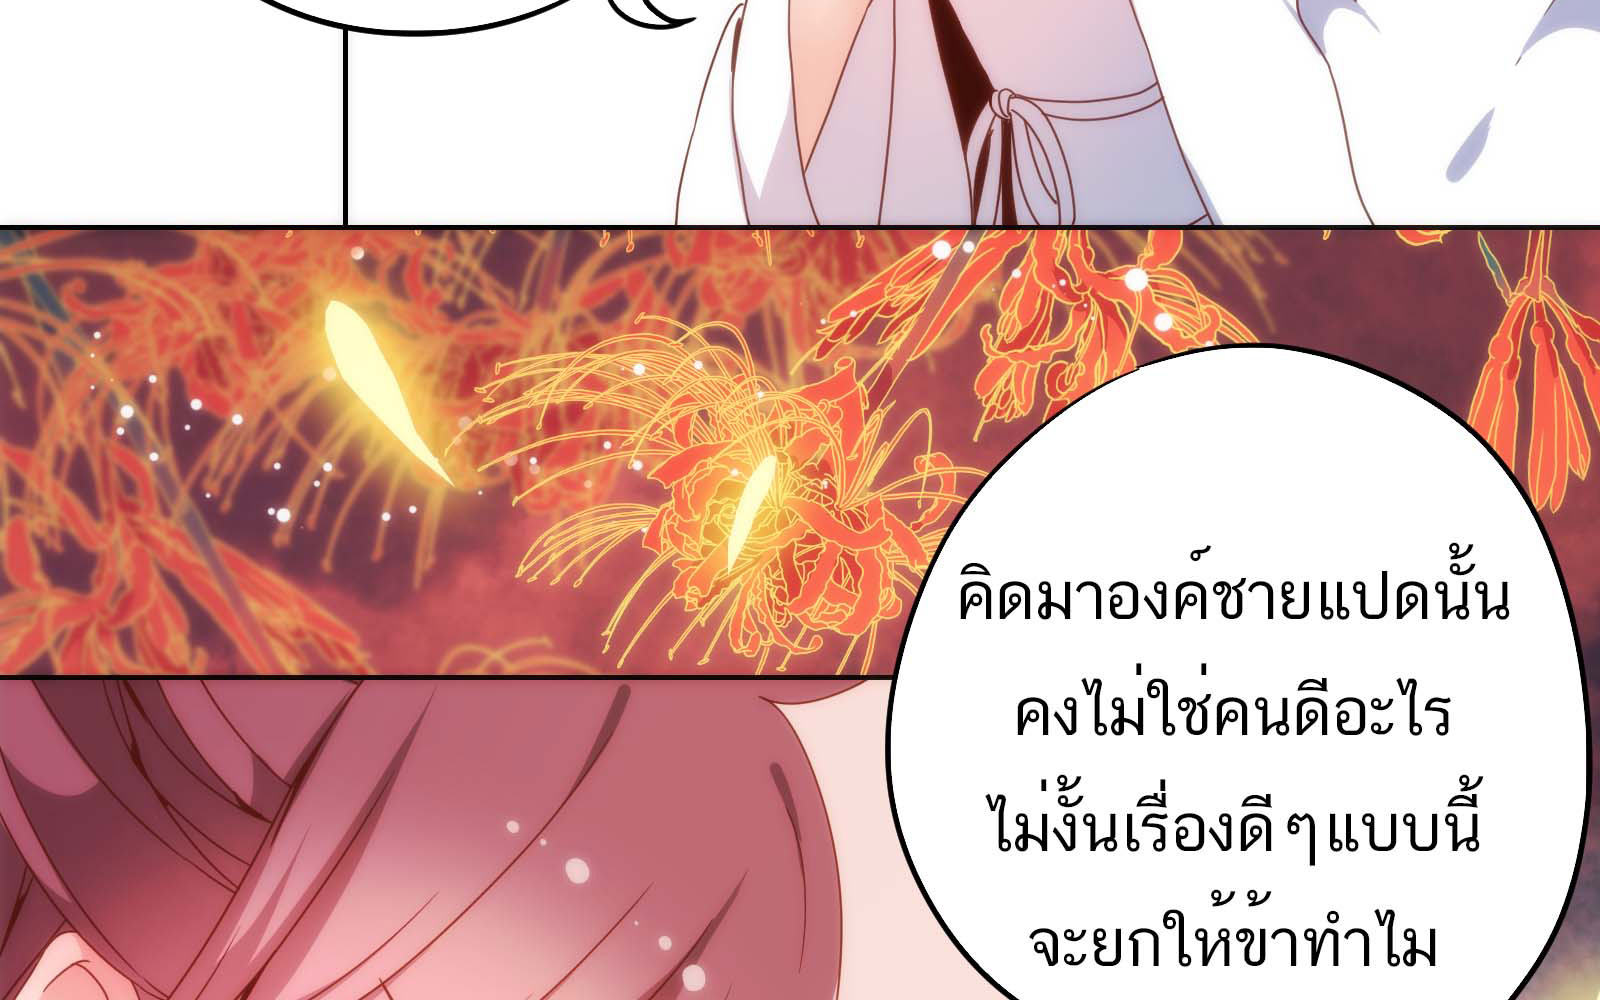 คิดมาองค์ชายแปดนั้น
คงไม่ใช่คนดีอะไร
ไม่งั้นเรื่องดีๆแบบนี้
จะยกให้ข้าทำไม